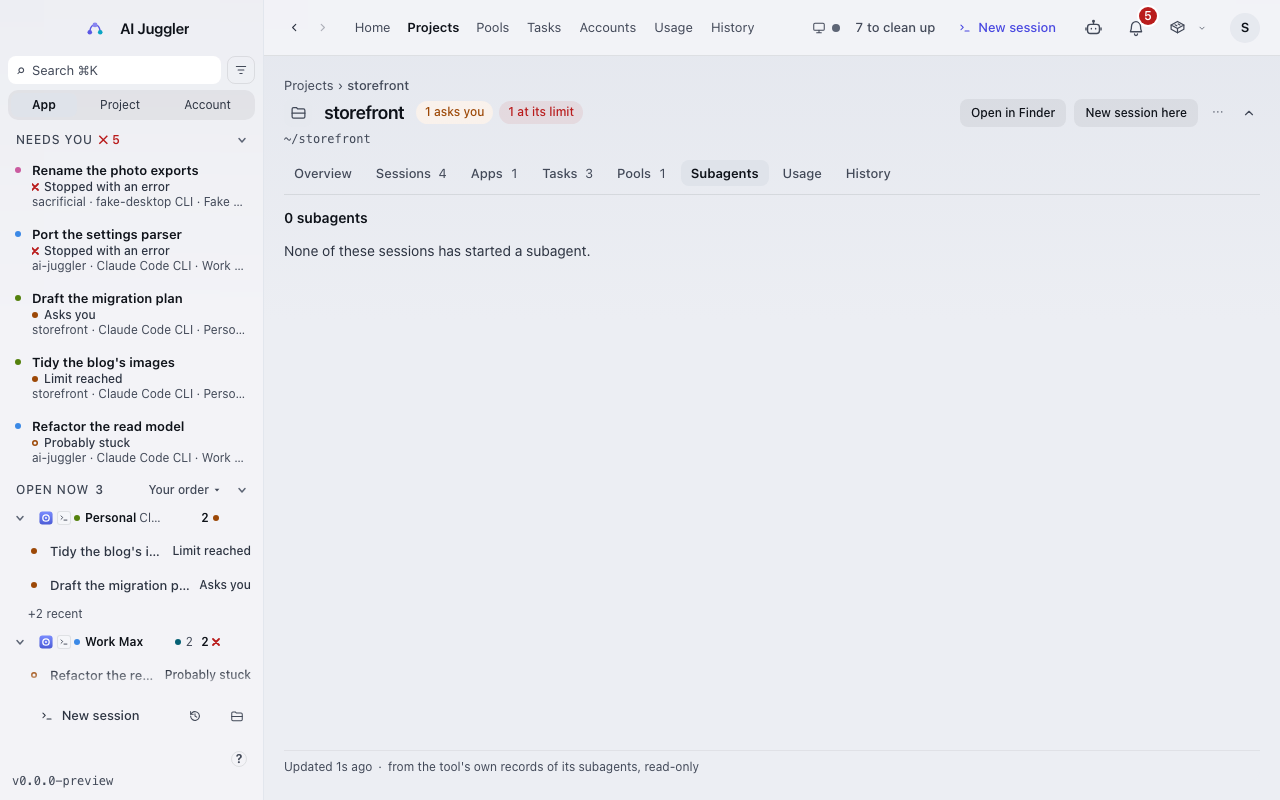 AI Juggler
Search ⌘K
App Project Account
NEEDS YOU 5
Rename the photo exports
Stopped with an error
sacrificial · fake-desktop CLI · Fake ...
Port the settings parser
Stopped with an error
ai-juggler · Claude Code CLI · Work ...
Draft the migration plan
Asks you
storefront · Claude Code CLI · Perso...
Tidy the blog's images
Limit reached
storefront · Claude Code CLI · Perso...
Refactor the read model
Probably stuck
ai-juggler · Claude Code CLI · Work ...
OPEN NOW 3 Your order
Personal Cl... 2
Tidy the blog's i... Limit reached
Draft the migration p... Asks you
+2 recent
Work Max 2 2
Refactor the re... Probably stuck
New session
?
v0.0.0-preview
Home Projects Pools Tasks Accounts Usage History 7 to clean up New session 5 S
Projects › storefront
storefront 1 asks you 1 at its limit Open in Finder New session here ...
~/storefront
Overview Sessions 4 Apps 1 Tasks 3 Pools 1 Subagents Usage History
0 subagents
None of these sessions has started a subagent.
Updated 1s ago · from the tool's own records of its subagents, read-only